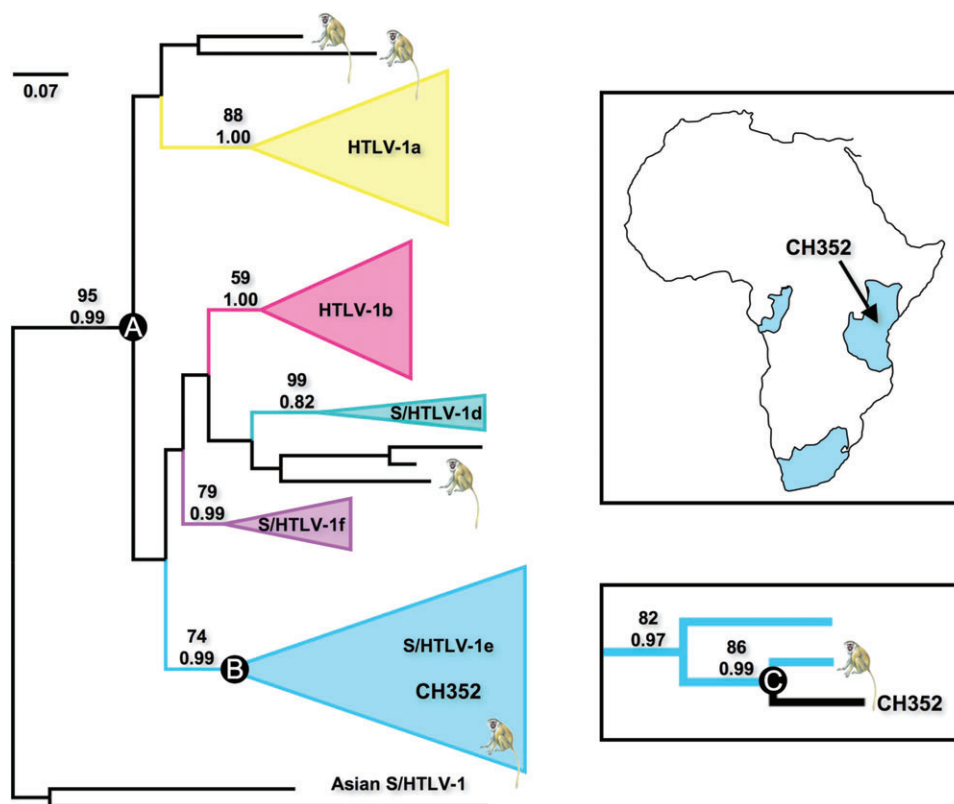 0.07
88
1.00
HTLV-1a
59
1.00
HTLV-1b
95
0.99
A
99
0.82
S/HTLV-1d
79
0.99
S/HTLV-1f
74
0.99
B
S/HTLV-1e
CH352
Asian S/HTLV-1
CH352
82
0.97
86
0.99
C
CH352